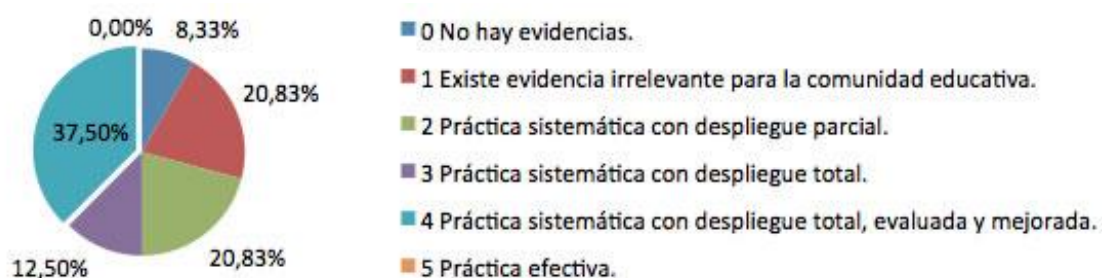 0,00% 8,33%
20,83%
37,50%
12,50%
20,83%
0 No hay evidencias.
1 Existe evidencia irrelevante para la comunidad educativa.
2 Práctica sistemática con despliegue parcial.
3 Práctica sistemática con despliegue total.
4 Práctica sistemática con despliegue total, evaluada y mejorada.
5 Práctica efectiva.